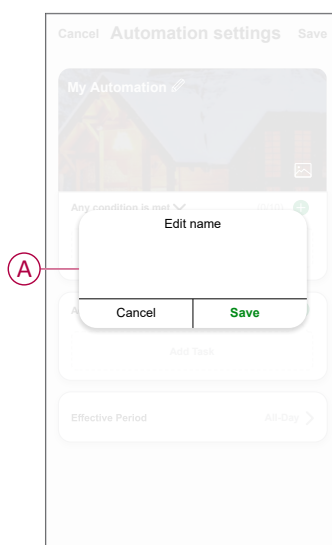 Cancel Automation settings Save
My Automation
Any condition is met
Edit name
A
Cancel Save
A
Add Task
Effective Period All-Day